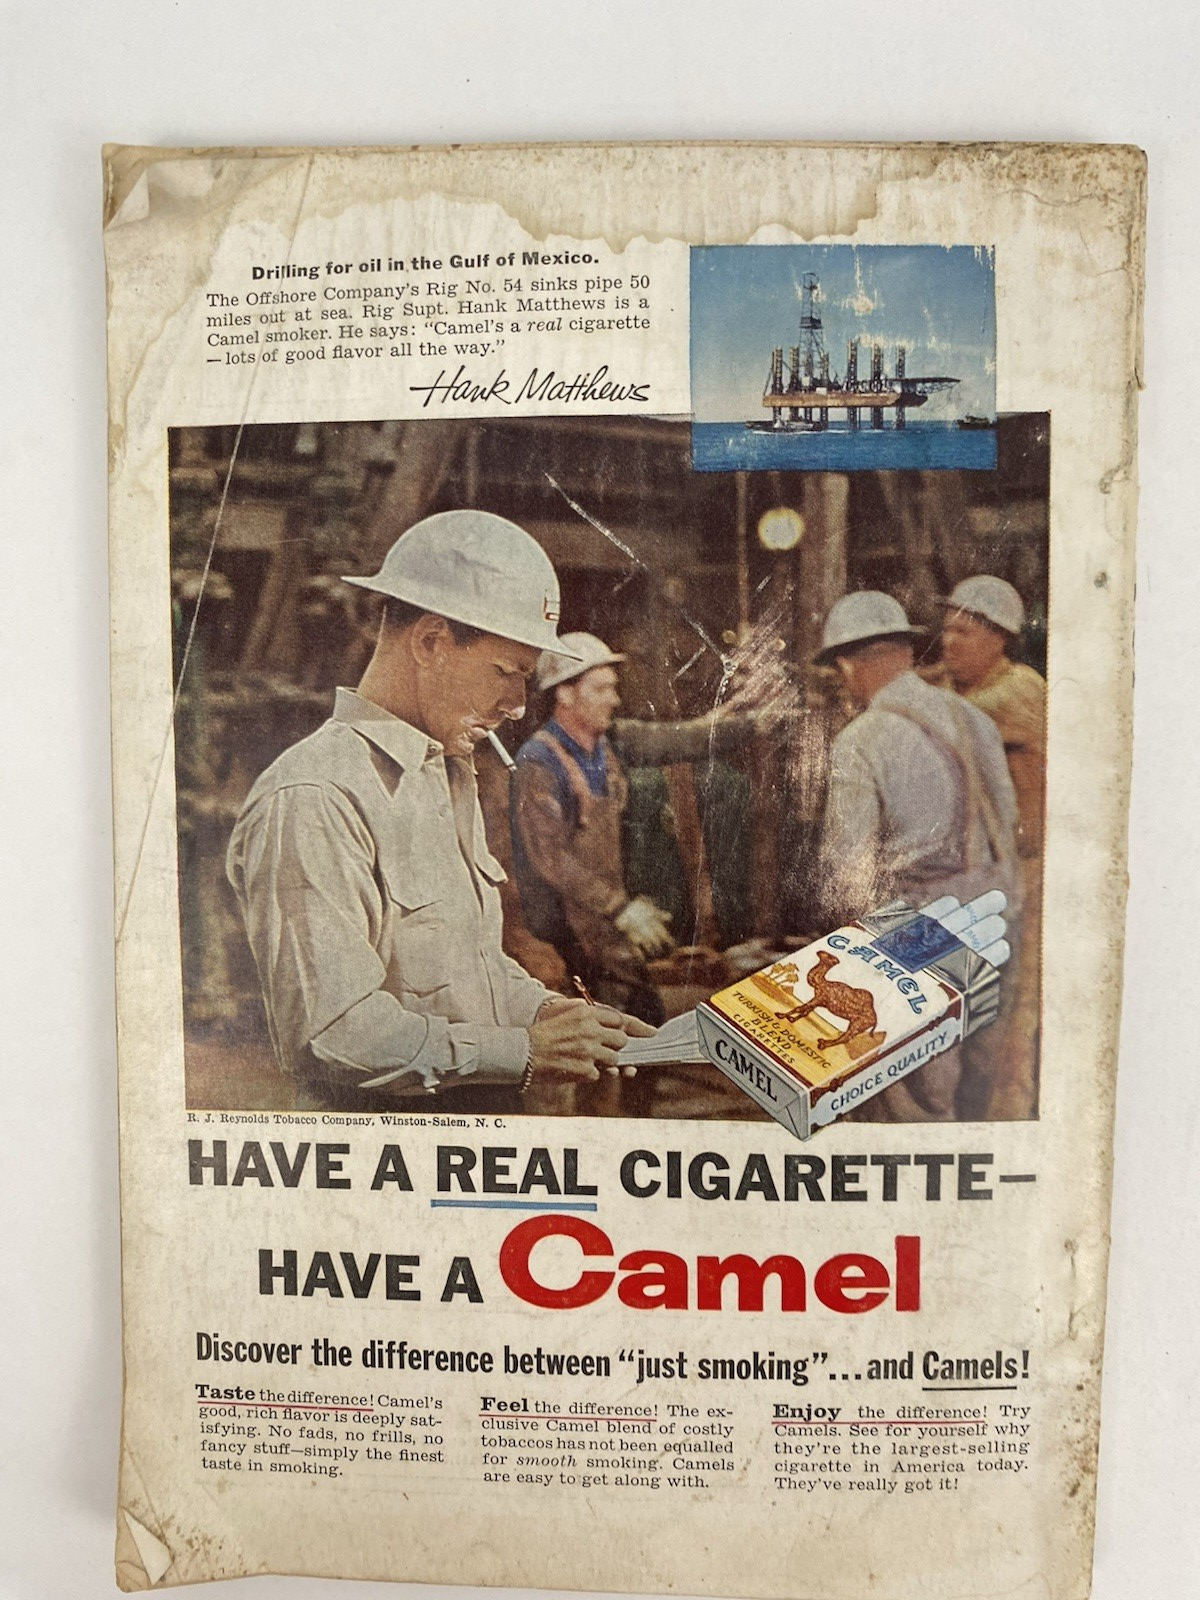 Drilling for oil in the Gulf of Mexico.
The Offshore Company's Rig No. 54 sinks pipe 50
miles out at sea. Rig Supt. Hank Matthews is a
Camel smoker. He says: "Camel's a real cigarette
—lots of good flavor all the way."
Hank Matthews
CAMEL
TURKISH & DOMESTIC
BLEND
CIGARETTES
CAMEL
CHOICE QUALITY
R. J. Reynolds Tobacco Company, Winston-Salem, N. C.
HAVE A REAL CIGARETTE—
HAVE A Camel
Discover the difference between "just smoking"...and Camels!
Taste the difference! Camel's
good, rich flavor is deeply sat-
isfying. No fads, no frills, no
fancy stuff—simply the finest
taste in smoking.
Feel the difference! The ex-
clusive Camel blend of costly
tobaccos has not been equalled
for smooth smoking. Camels
are easy to get along with.
Enjoy the difference! Try
Camels. See for yourself why
they're the largest-selling
cigarette in America today.
They've really got it!